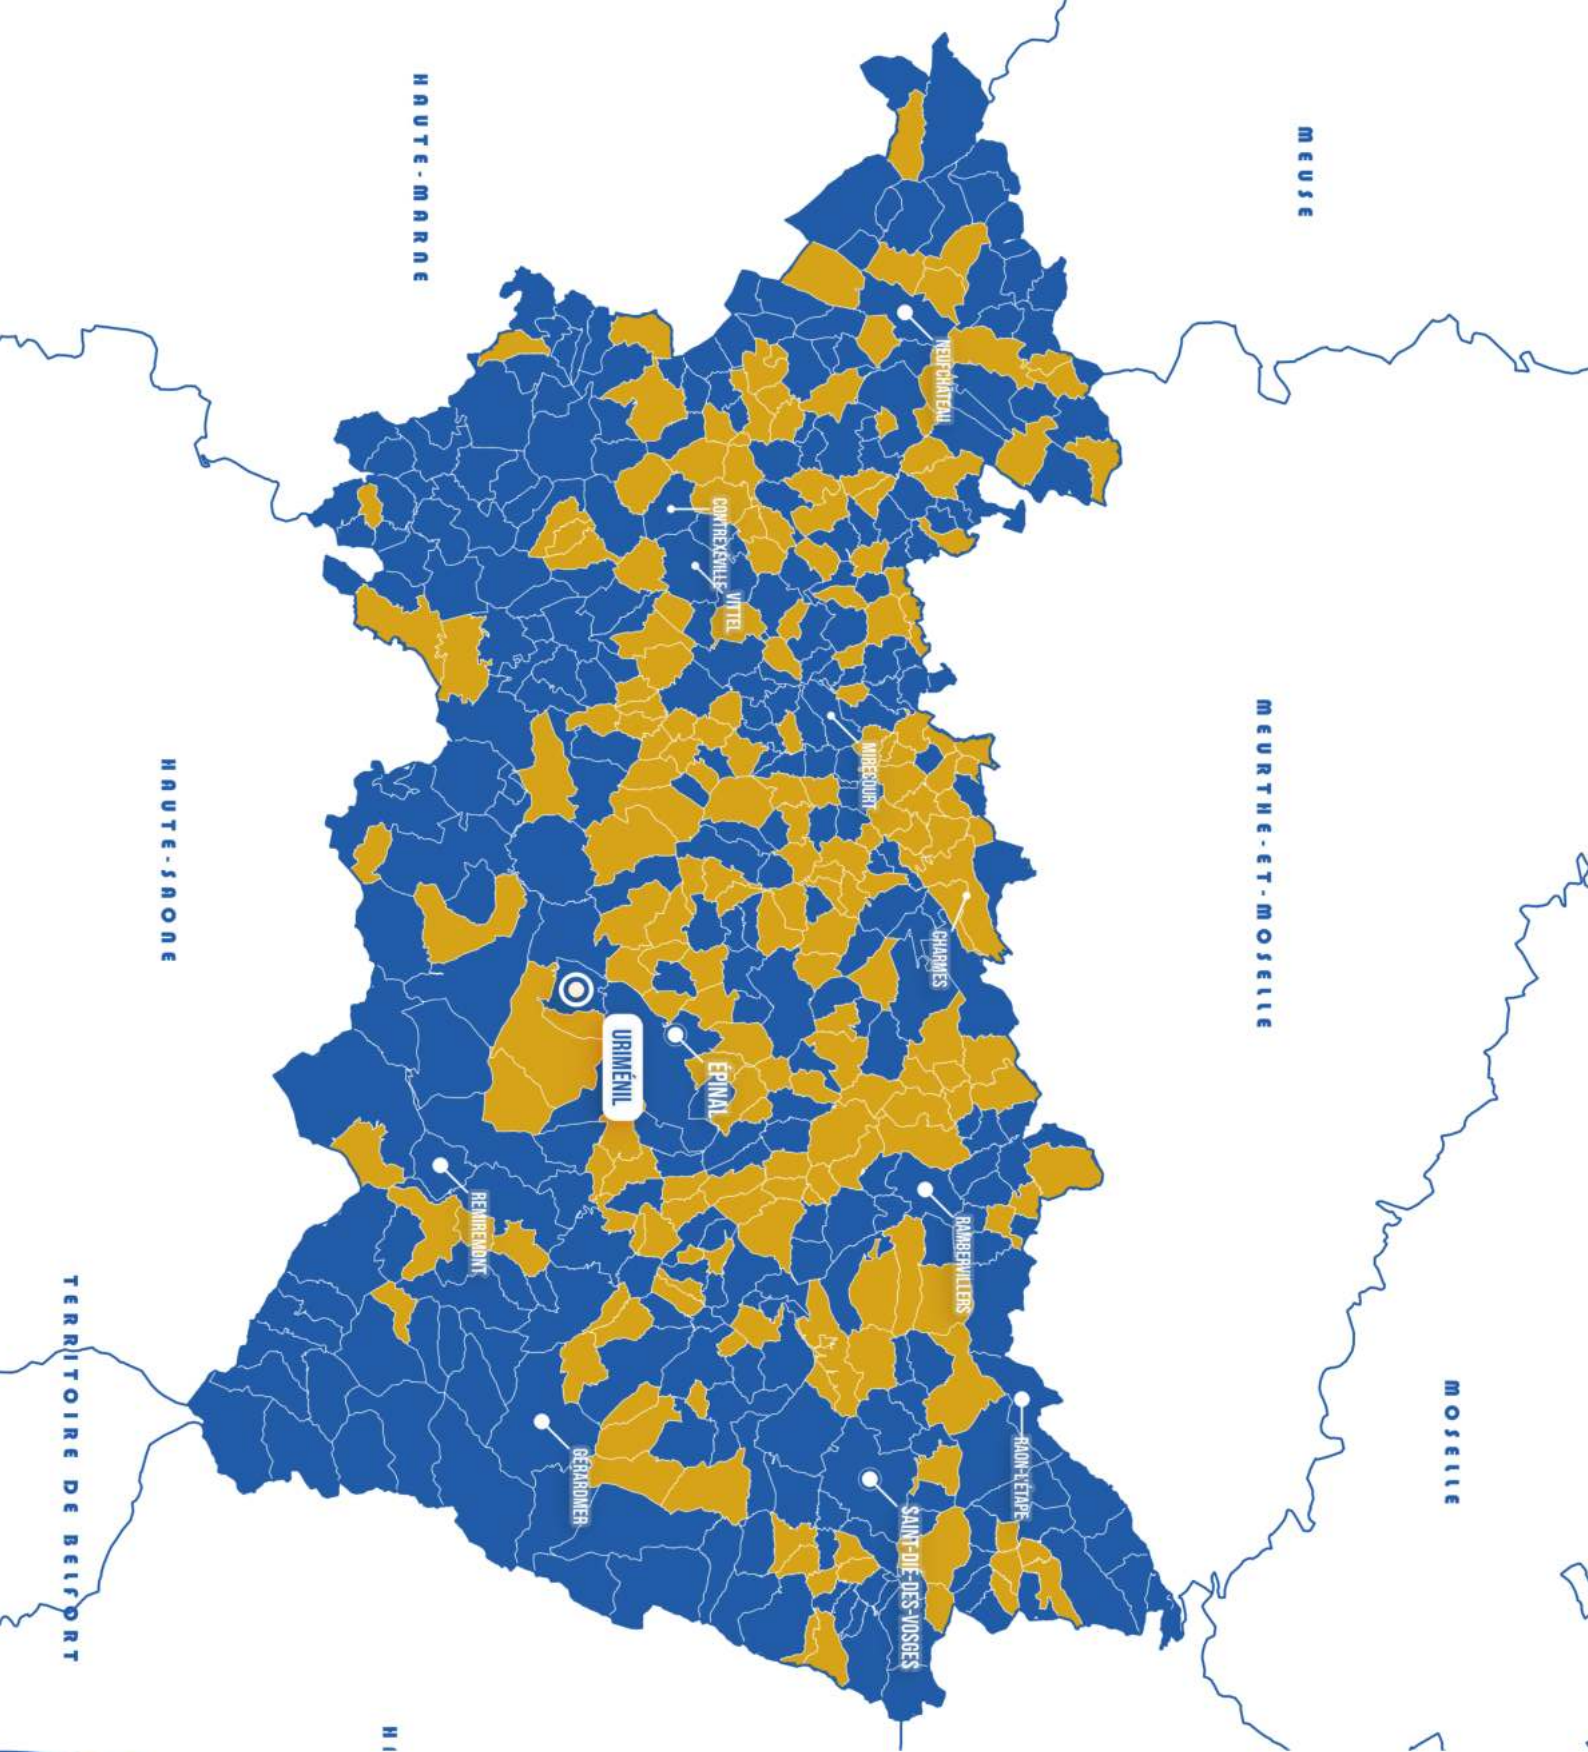 MOSELLE
MEUSE
MEURTHE-ET-MOSELLE
RAON-L'ÉTAPE
RAMBERVILLERS
NEUFCHÂTEAU
CHARMES
SAINT-DIÉ-DES-VOSGES
MIRECOURT
VITTEL
CONTREXÉVILLE
ÉPINAL
URIMÉNIL
GÉRARDMER
REMIREMONT
HAUTE-MARNE
HAUTE-SAONE
TERRITOIRE DE BELFORT